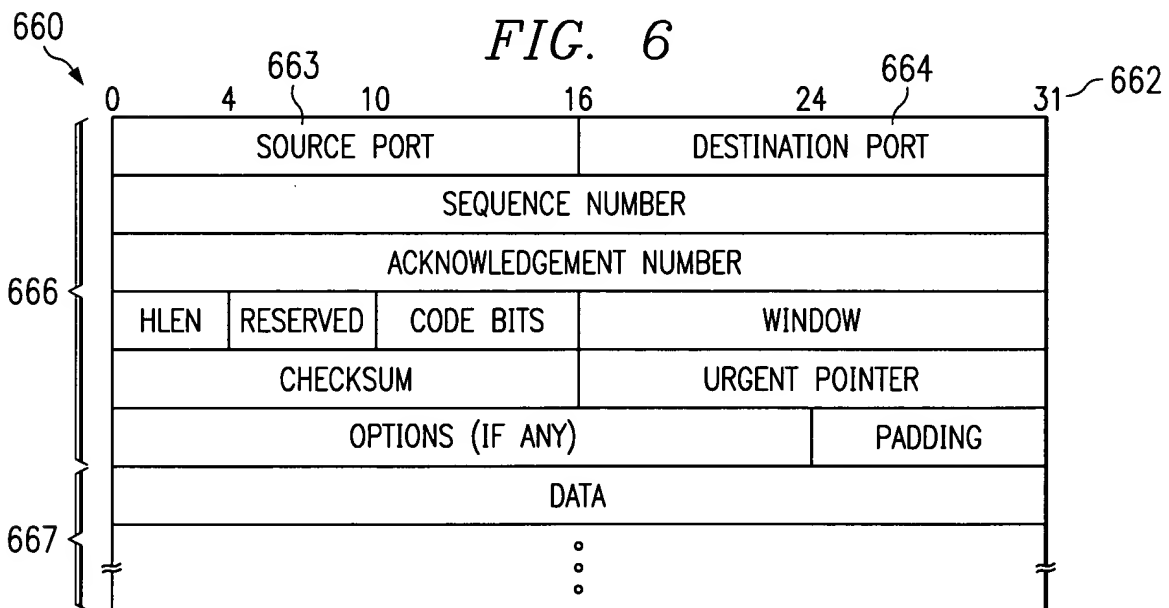 FIG. 6
660
663
664
0 4 10 16 24 31 662
SOURCE PORT DESTINATION PORT
SEQUENCE NUMBER
ACKNOWLEDGEMENT NUMBER
666
HLEN RESERVED CODE BITS WINDOW
CHECKSUM URGENT POINTER
OPTIONS (IF ANY) PADDING
DATA
667